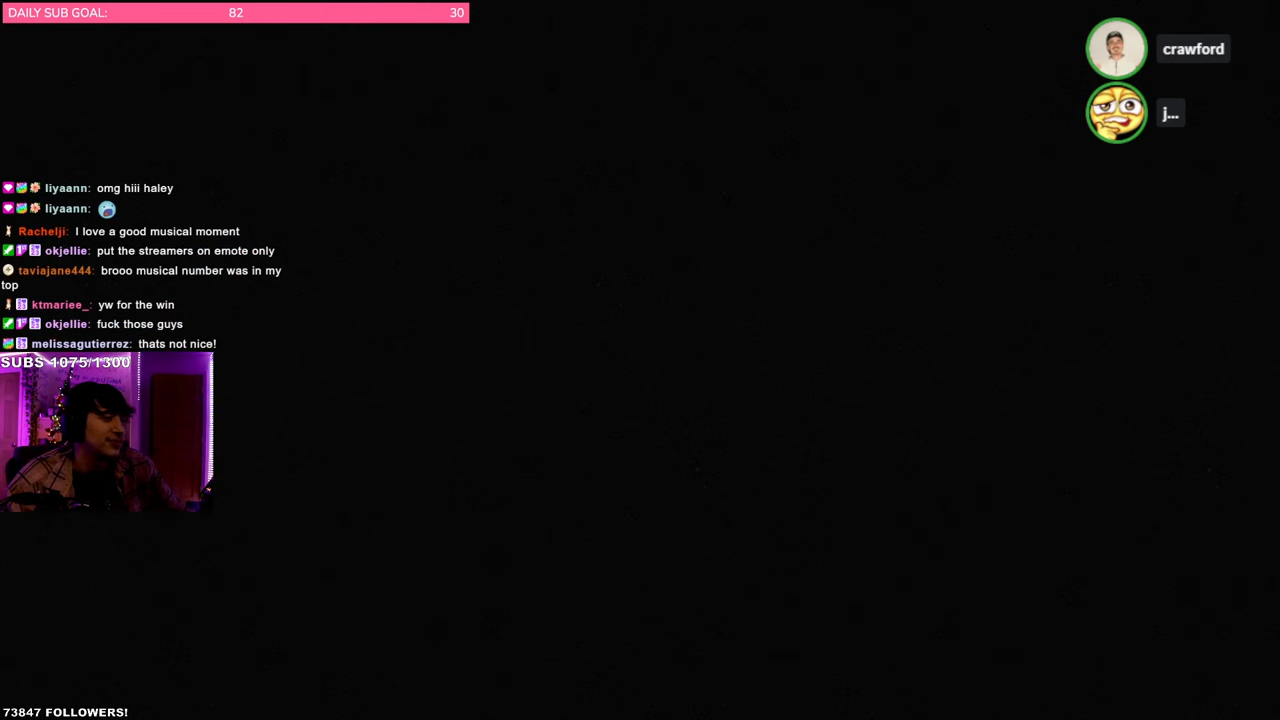 DAILY SUB GOAL: 82 30
crawford
j...
liyaann: omg hiii haley
liyaann:
Rachelji: I love a good musical moment
okjellie: put the streamers on emote only
taviajane444: brooo musical number was in my
top
ktmariee_: yw for the win
okjellie: fuck those guys
melissagutierrez: thats not nice!
SUBS 1075/1300
73847 FOLLOWERS!